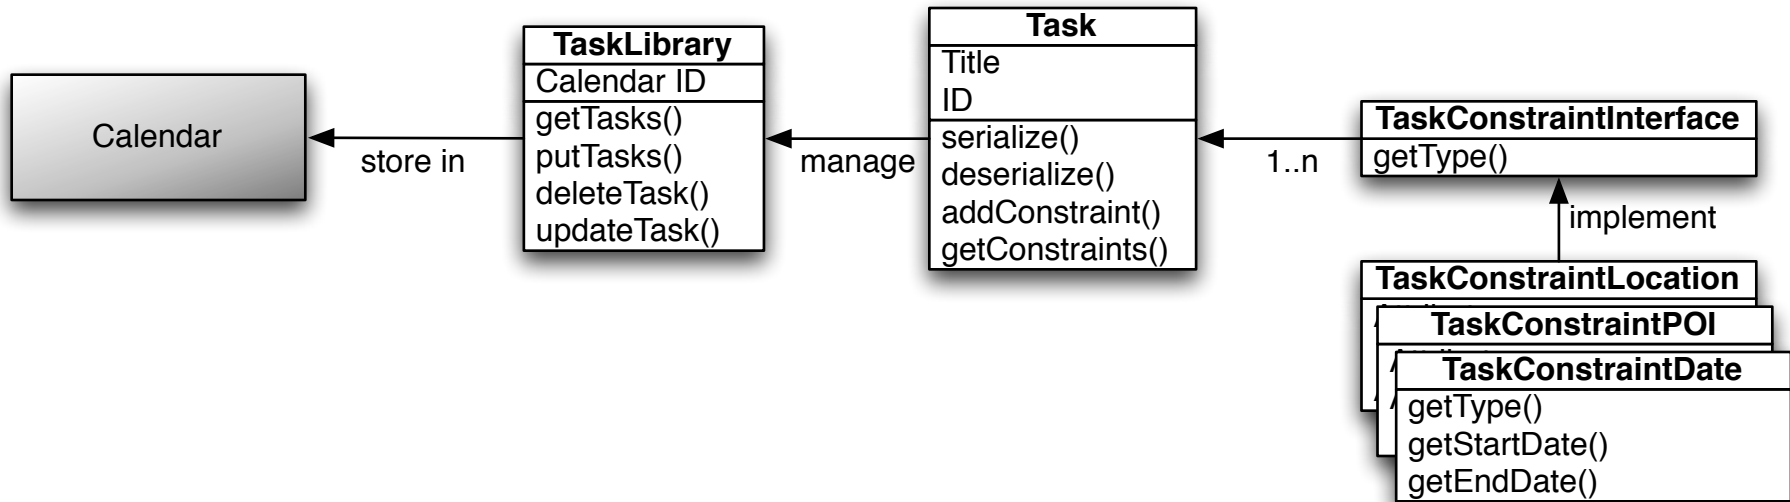 Calendar
store in
TaskLibrary
Calendar ID
getTasks()
putTasks()
deleteTask()
updateTask()
manage
Task
Title
ID
serialize()
deserialize()
addConstraint()
getConstraints()
1..n
TaskConstraintInterface
getType()
implement
TaskConstraintLocation
TaskConstraintPOI
TaskConstraintDate
getType()
getStartDate()
getEndDate()